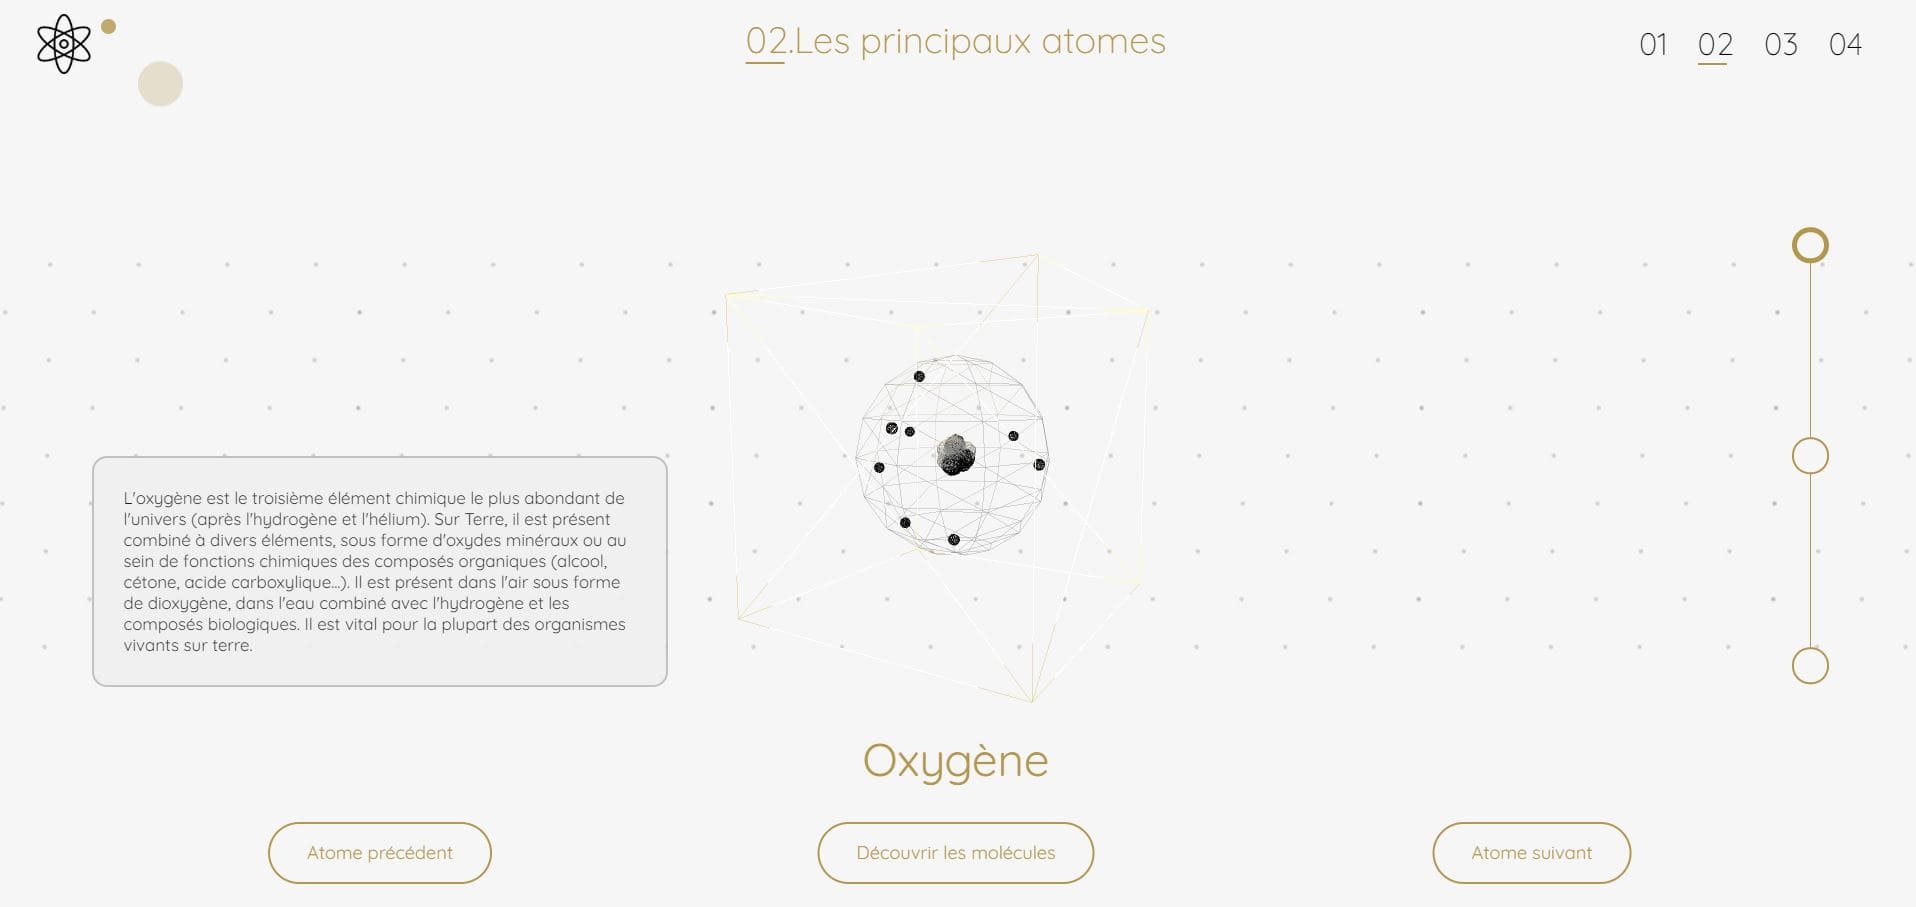 02.Les principaux atomes
01 02 03 04
L'oxygène est le troisième élément chimique le plus abondant de
l'univers (après l'hydrogène et l'hélium). Sur Terre, il est présent
combiné à divers éléments, sous forme d'oxydes minéraux ou au
sein de fonctions chimiques des composés organiques (alcool,
cétone, acide carboxylique...). Il est présent dans l'air sous forme
de dioxygène, dans l'eau combiné avec l'hydrogène et les
composés biologiques. Il est vital pour la plupart des organismes
vivants sur terre.
Oxygène
Atome précédent
Découvrir les molécules
Atome suivant